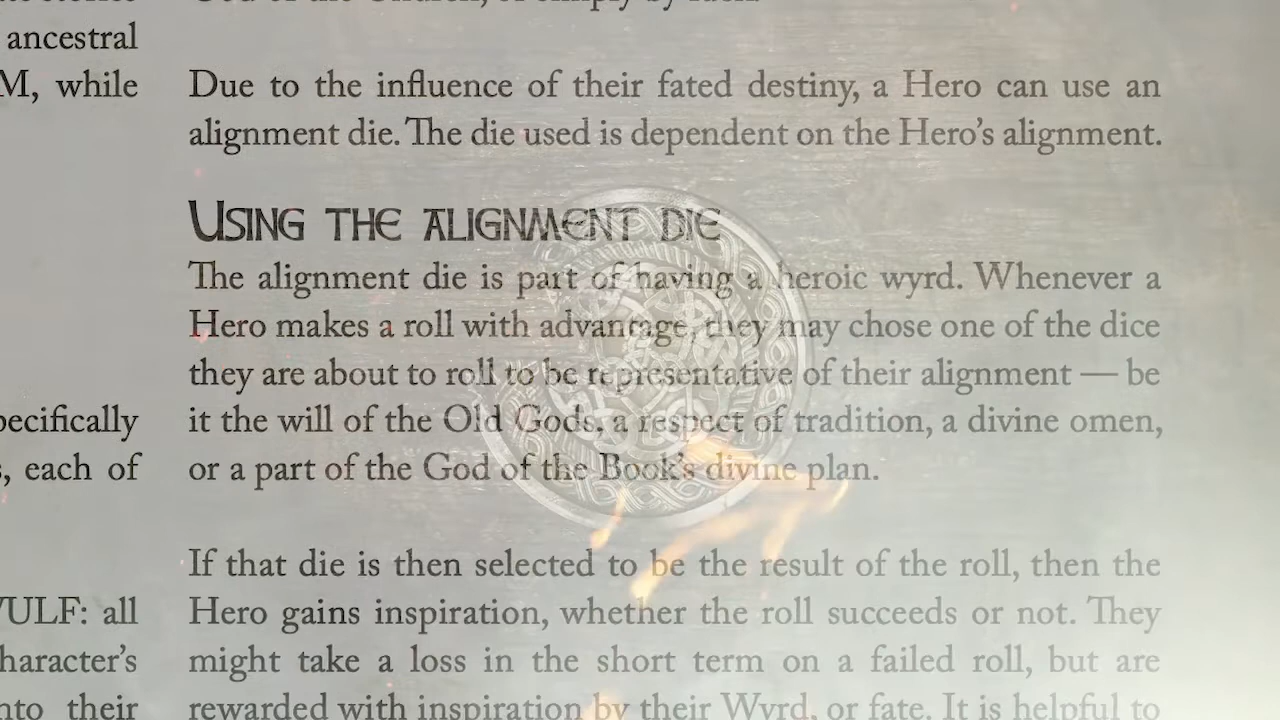 ancestral
M, while
pecifically
, each of
ULF: all
haracter's
nto their
Due to the influence of their fated destiny, a Hero can use an
alignment die. The die used is dependent on the Hero's alignment.
USING THE ALIGNMENT DIE
The alignment die is part of having a heroic wyrd. Whenever a
Hero makes a roll with advantage, they may chose one of the dice
they are about to roll to be representative of their alignment — be
it the will of the Old Gods, a respect of tradition, a divine omen,
or a part of the God of the Book's divine plan.
If that die is then selected to be the result of the roll, then the
Hero gains inspiration, whether the roll succeeds or not. They
might take a loss in the short term on a failed roll, but are
rewarded with inspiration by their Wyrd, or fate. It is helpful to